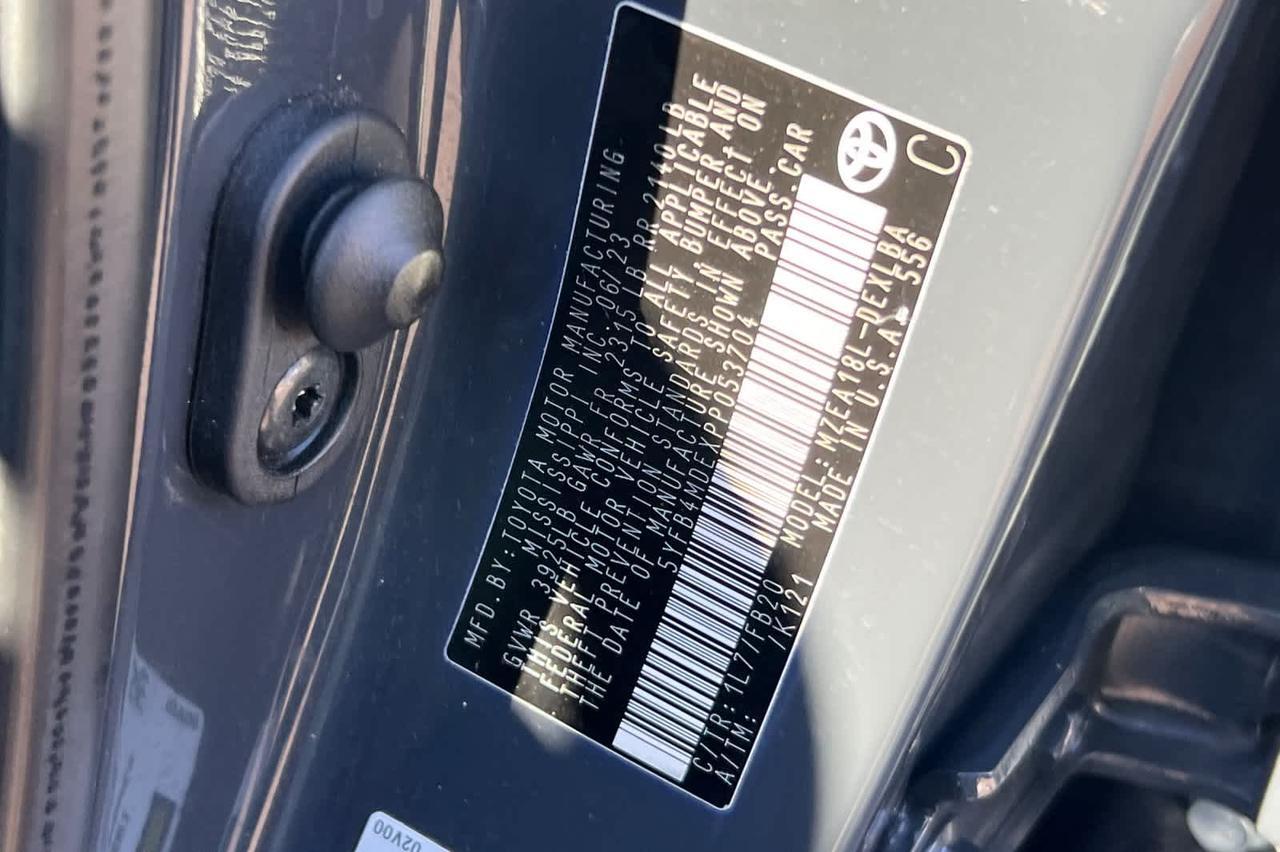 MFD.BY:TOYOTA MOTOR MANUFACTURING
MISSISSIPPI INC. 06/23
GVWR 3925LB GAWR FR 2315LB RR 2140LB
THIS VEHICLE CONFORMS TO ALL APPLICABLE
FEDERAL MOTOR VEHICLE SAFETY BUMPER AND
THEFT PREVENTION STANDARDS IN EFFECT ON
THE DATE OF MANUFACTURE SHOWN ABOVE.
5YFB4MDEXPP053704 PASS.CAR
C/TR:1L77FB20 MODEL:MZEA18L-DEXLBA
A/TM: /K121 MADE IN U.S.A. 556
C
02V00